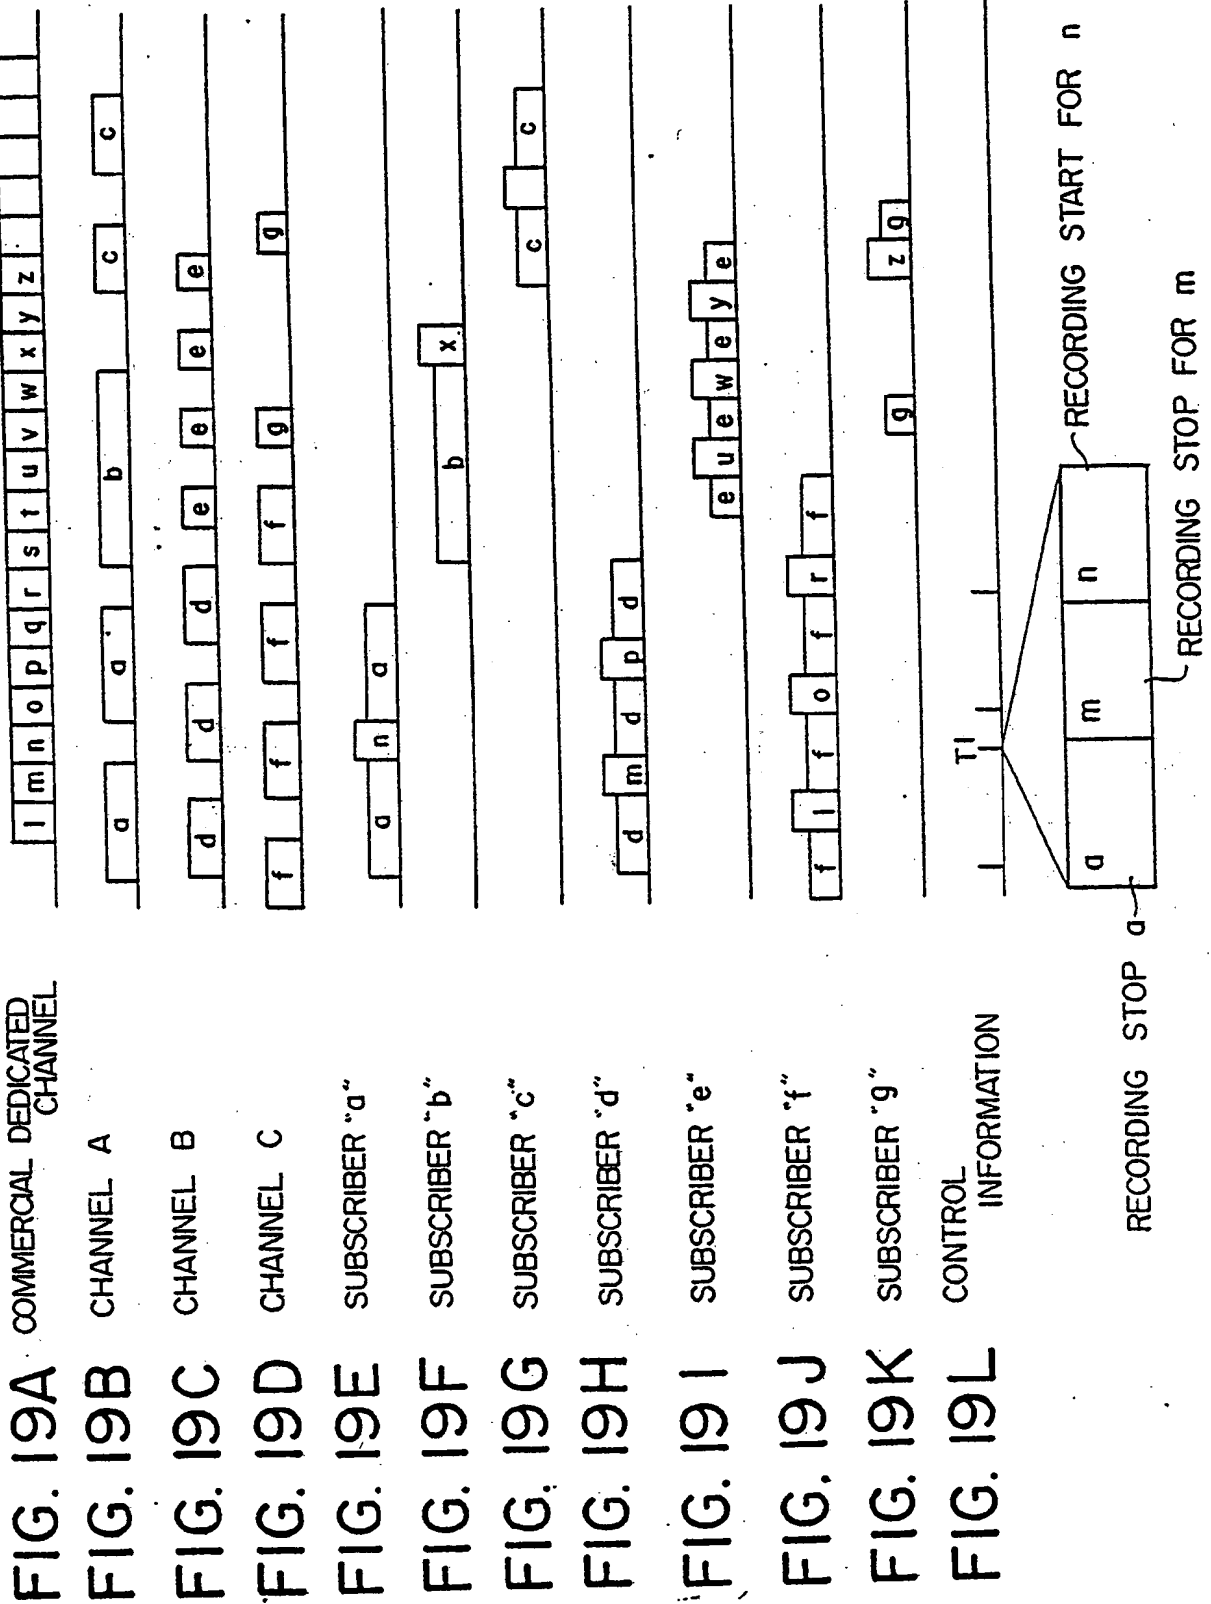 FIG. 19A COMMERCIAL DEDICATED CHANNEL
l m n o p q r s t u v w x y z
FIG. 19B CHANNEL A
a a b c c
FIG. 19C CHANNEL B
d d d e e e e
FIG. 19D CHANNEL C
f f f f g g
FIG. 19E SUBSCRIBER "a"
a n a
FIG. 19F SUBSCRIBER "b"
b x
FIG. 19G SUBSCRIBER "c"
c c
FIG. 19H SUBSCRIBER "d"
d m d p d
FIG. 19I SUBSCRIBER "e"
e u e w e y e
FIG. 19J SUBSCRIBER "f"
f l f o f r f
FIG. 19K SUBSCRIBER "g"
g z g
FIG. 19L CONTROL INFORMATION
T1
a m n
RECORDING STOP a
RECORDING STOP FOR m
RECORDING START FOR n